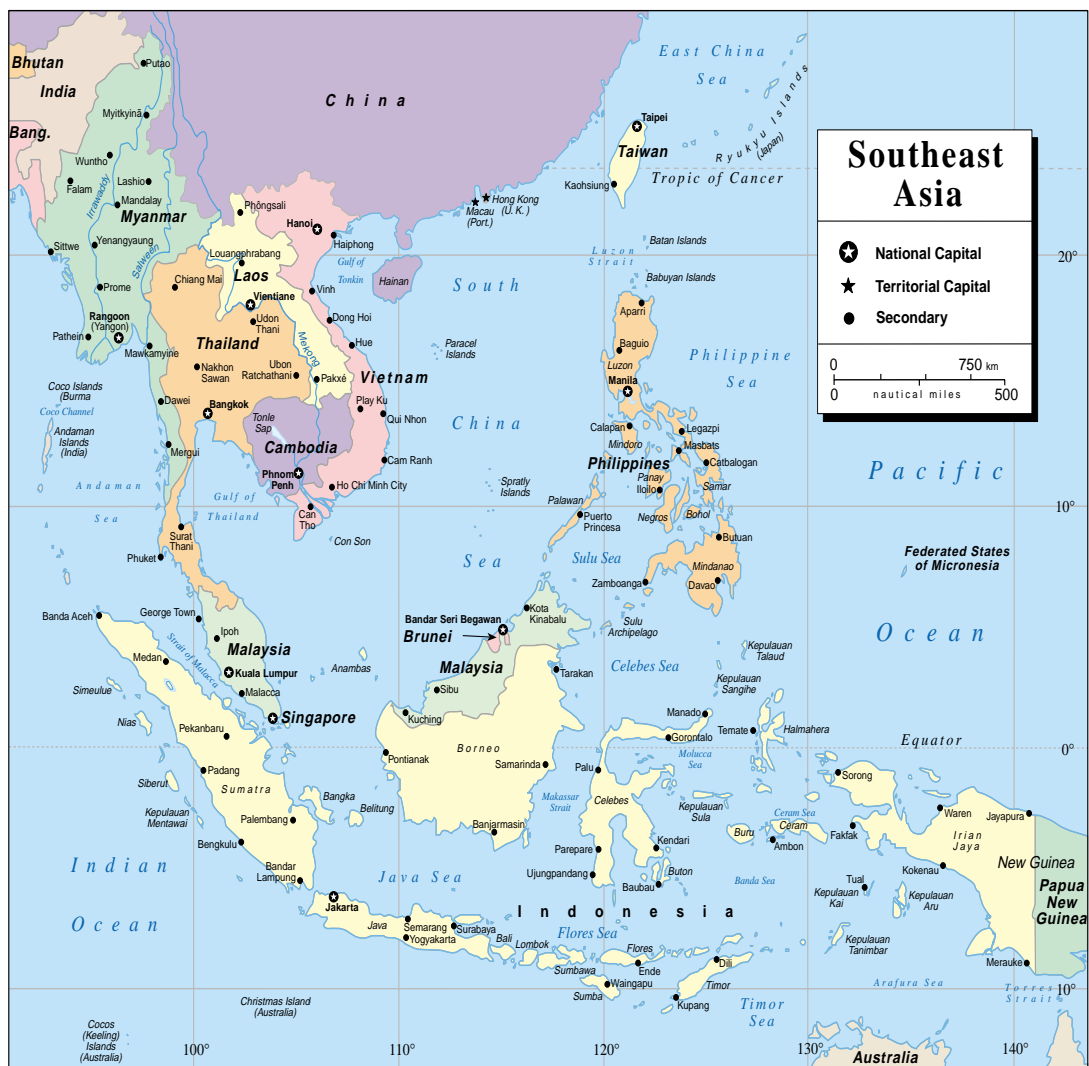 East China
Sea
Bhutan
India
Putao
China
Bang.
Myitkyinā
Taipei
Ryukyu Islands
(Japan)
Taiwan
Southeast
Asia
Wuntho
Falam
Lashio
Mandalay
Irrawaddy
Myanmar
Kaohsiung
Tropic of Cancer
Phôngsali
Hanoi
Haiphong
Macau
(Port.)
Hong Kong
(U. K.)
National Capital
Sittwe
Yenangyaung
Salween
Louangphrabang
Gulf of
Tonkin
Hainan
Luzon
Strait
Batan Islands
20°
Territorial Capital
Prome
Chiang Mai
Laos
Vientiane
Vinh
South
Babuyan Islands
Secondary
Rangoon
(Yangon)
Udon
Thani
Dong Hoi
Aparri
Pathein
Mawkamyine
Thailand
Mekong
Hue
Paracel
Islands
Baguio
Luzon
Philippine
Sea
0
750 km
0
nautical miles
500
Nakhon
Sawan
Ubon
Ratchathani
Pakxé
Vietnam
Manila
Coco Islands
(Burma
Coco Channel
Dawei
Bangkok
Play Ku
Qui Nhon
China
Andaman
Islands
(India)
Mergui
Tonle
Sap
Cambodia
Calapan
Mindoro
Legazpi
Masbats
Phnom
Penh
Cam Ranh
Philippines
Catbalogan
Pacific
Andaman
Sea
Gulf of
Thailand
Ho Chi Minh City
Spratly
Islands
Panay
Iloilo
Samar
Can
Tho
Palawan
Puerto
Princesa
Negros
Bohol
10°
Surat
Thani
Con Son
Butuan
Phuket
Sea
Sulu Sea
Mindanao
Davao
Zamboanga
Federated States
of Micronesia
Banda Aceh
George Town
Kota
Kinabalu
Bandar Seri Begawan
Brunei
Sulu
Archipelago
Ocean
Ipoh
Strait of Malacca
Malaysia
Medan
Kuala Lumpur
Anambas
Malaysia
Celebes Sea
Kepulauan
Talaud
Tarakan
Kepulauan
Sangihe
Simeulue
Malacca
Sibu
Nias
Singapore
Kuching
Manado
Pekanbaru
Gorontalo
Temate
Halmahera
Equator
0°
Borneo
Pontianak
Samarinda
Molucca
Sea
Padang
Palu
Sorong
Siberut
Sumatra
Bangka
Makassar
Strait
Celebes
Kepulauan
Mentawai
Belitung
Kepulauan
Sula
Ceram Sea
Waren
Jayapura
Palembang
Banjarmasin
Buru
Ceram
Fakfak
Irian
Jaya
Bengkulu
Parepare
Kendari
Ambon
New Guinea
Indian
Bandar
Lampung
Java Sea
Ujungpandang
Buton
Baubau
Banda Sea
Tual
Kepulauan
Kai
Kokenau
Kepulauan
Aru
Papua
New
Guinea
Jakarta
Indonesia
Ocean
Java
Semarang
Yogyakarta
Surabaya
Bali
Lombok
Flores Sea
Kepulauan
Tanimbar
Flores
Ende
Sumbawa
Waingapu
Sumba
Dili
Timor
Kupang
Merauke
Arafura Sea
Torres
Strait
10°
Christmas Island
(Australia)
Timor
Sea
Cocos
(Keeling)
Islands
(Australia)
100°
110°
120°
130°
140°
Australia